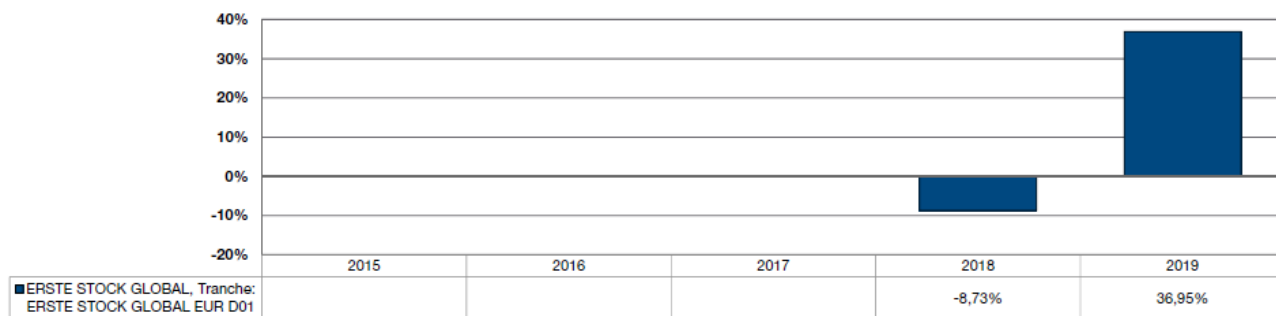 40%
30%
20%
10%
0%
-10%
-20%
2015 2016 2017 2018 2019
ERSTE STOCK GLOBAL, Tranche:
ERSTE STOCK GLOBAL EUR D01
-8,73% 36,95%